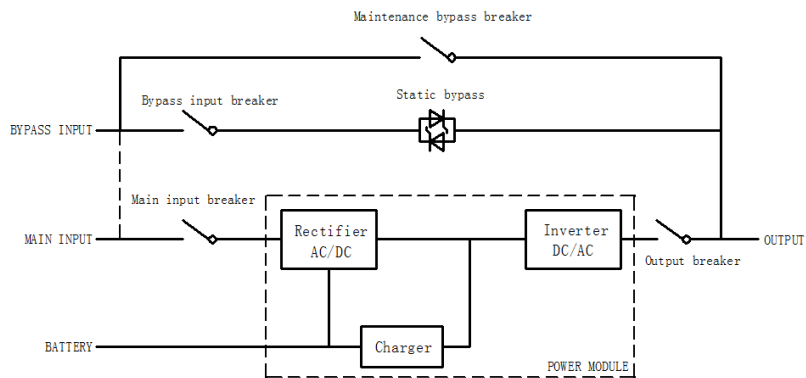 Maintenance bypass breaker
Bypass input breaker
Static bypass
BYPASS INPUT
Main input breaker
MAIN INPUT
Rectifier
AC/DC
Inverter
DC/AC
OUTPUT
Output breaker
BATTERY
Charger
POWER MODULE